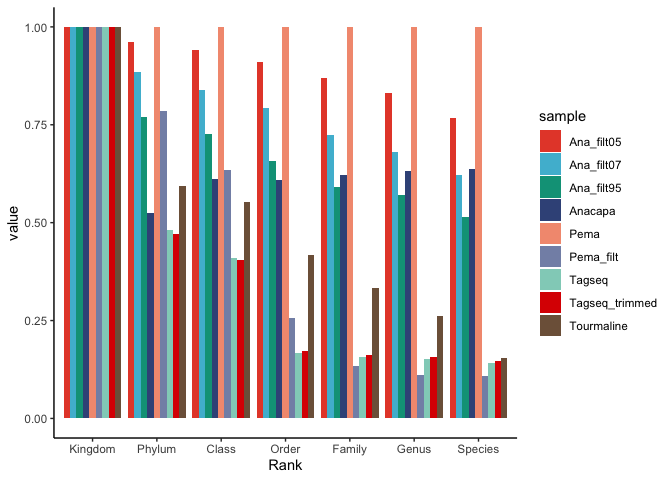 1.00
0.75
0.50
0.25
0.00
value
Kingdom Phylum Class Order Family Genus Species
Rank
sample
Ana_filt05
Ana_filt07
Ana_filt95
Anacapa
Pema
Pema_filt
Tagseq
Tagseq_trimmed
Tourmaline